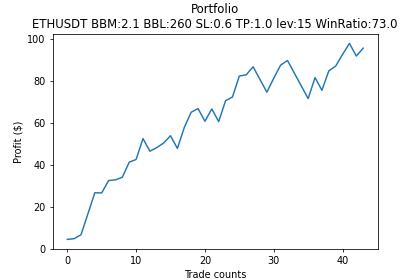 Portfolio
ETHUSDT BBM:2.1 BBL:260 SL:0.6 TP:1.0 lev:15 WinRatio:73.0
100
80
60
40
20
0
Profit ($)
0
10
20
30
40
Trade counts